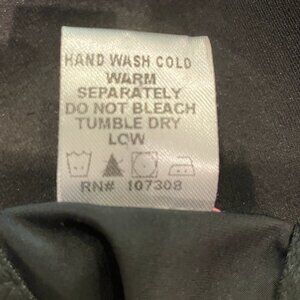 HAND WASH COLD
WARM
SEPARATELY
DO NOT BLEACH
TUMBLE DRY
LOW
RN# 107308